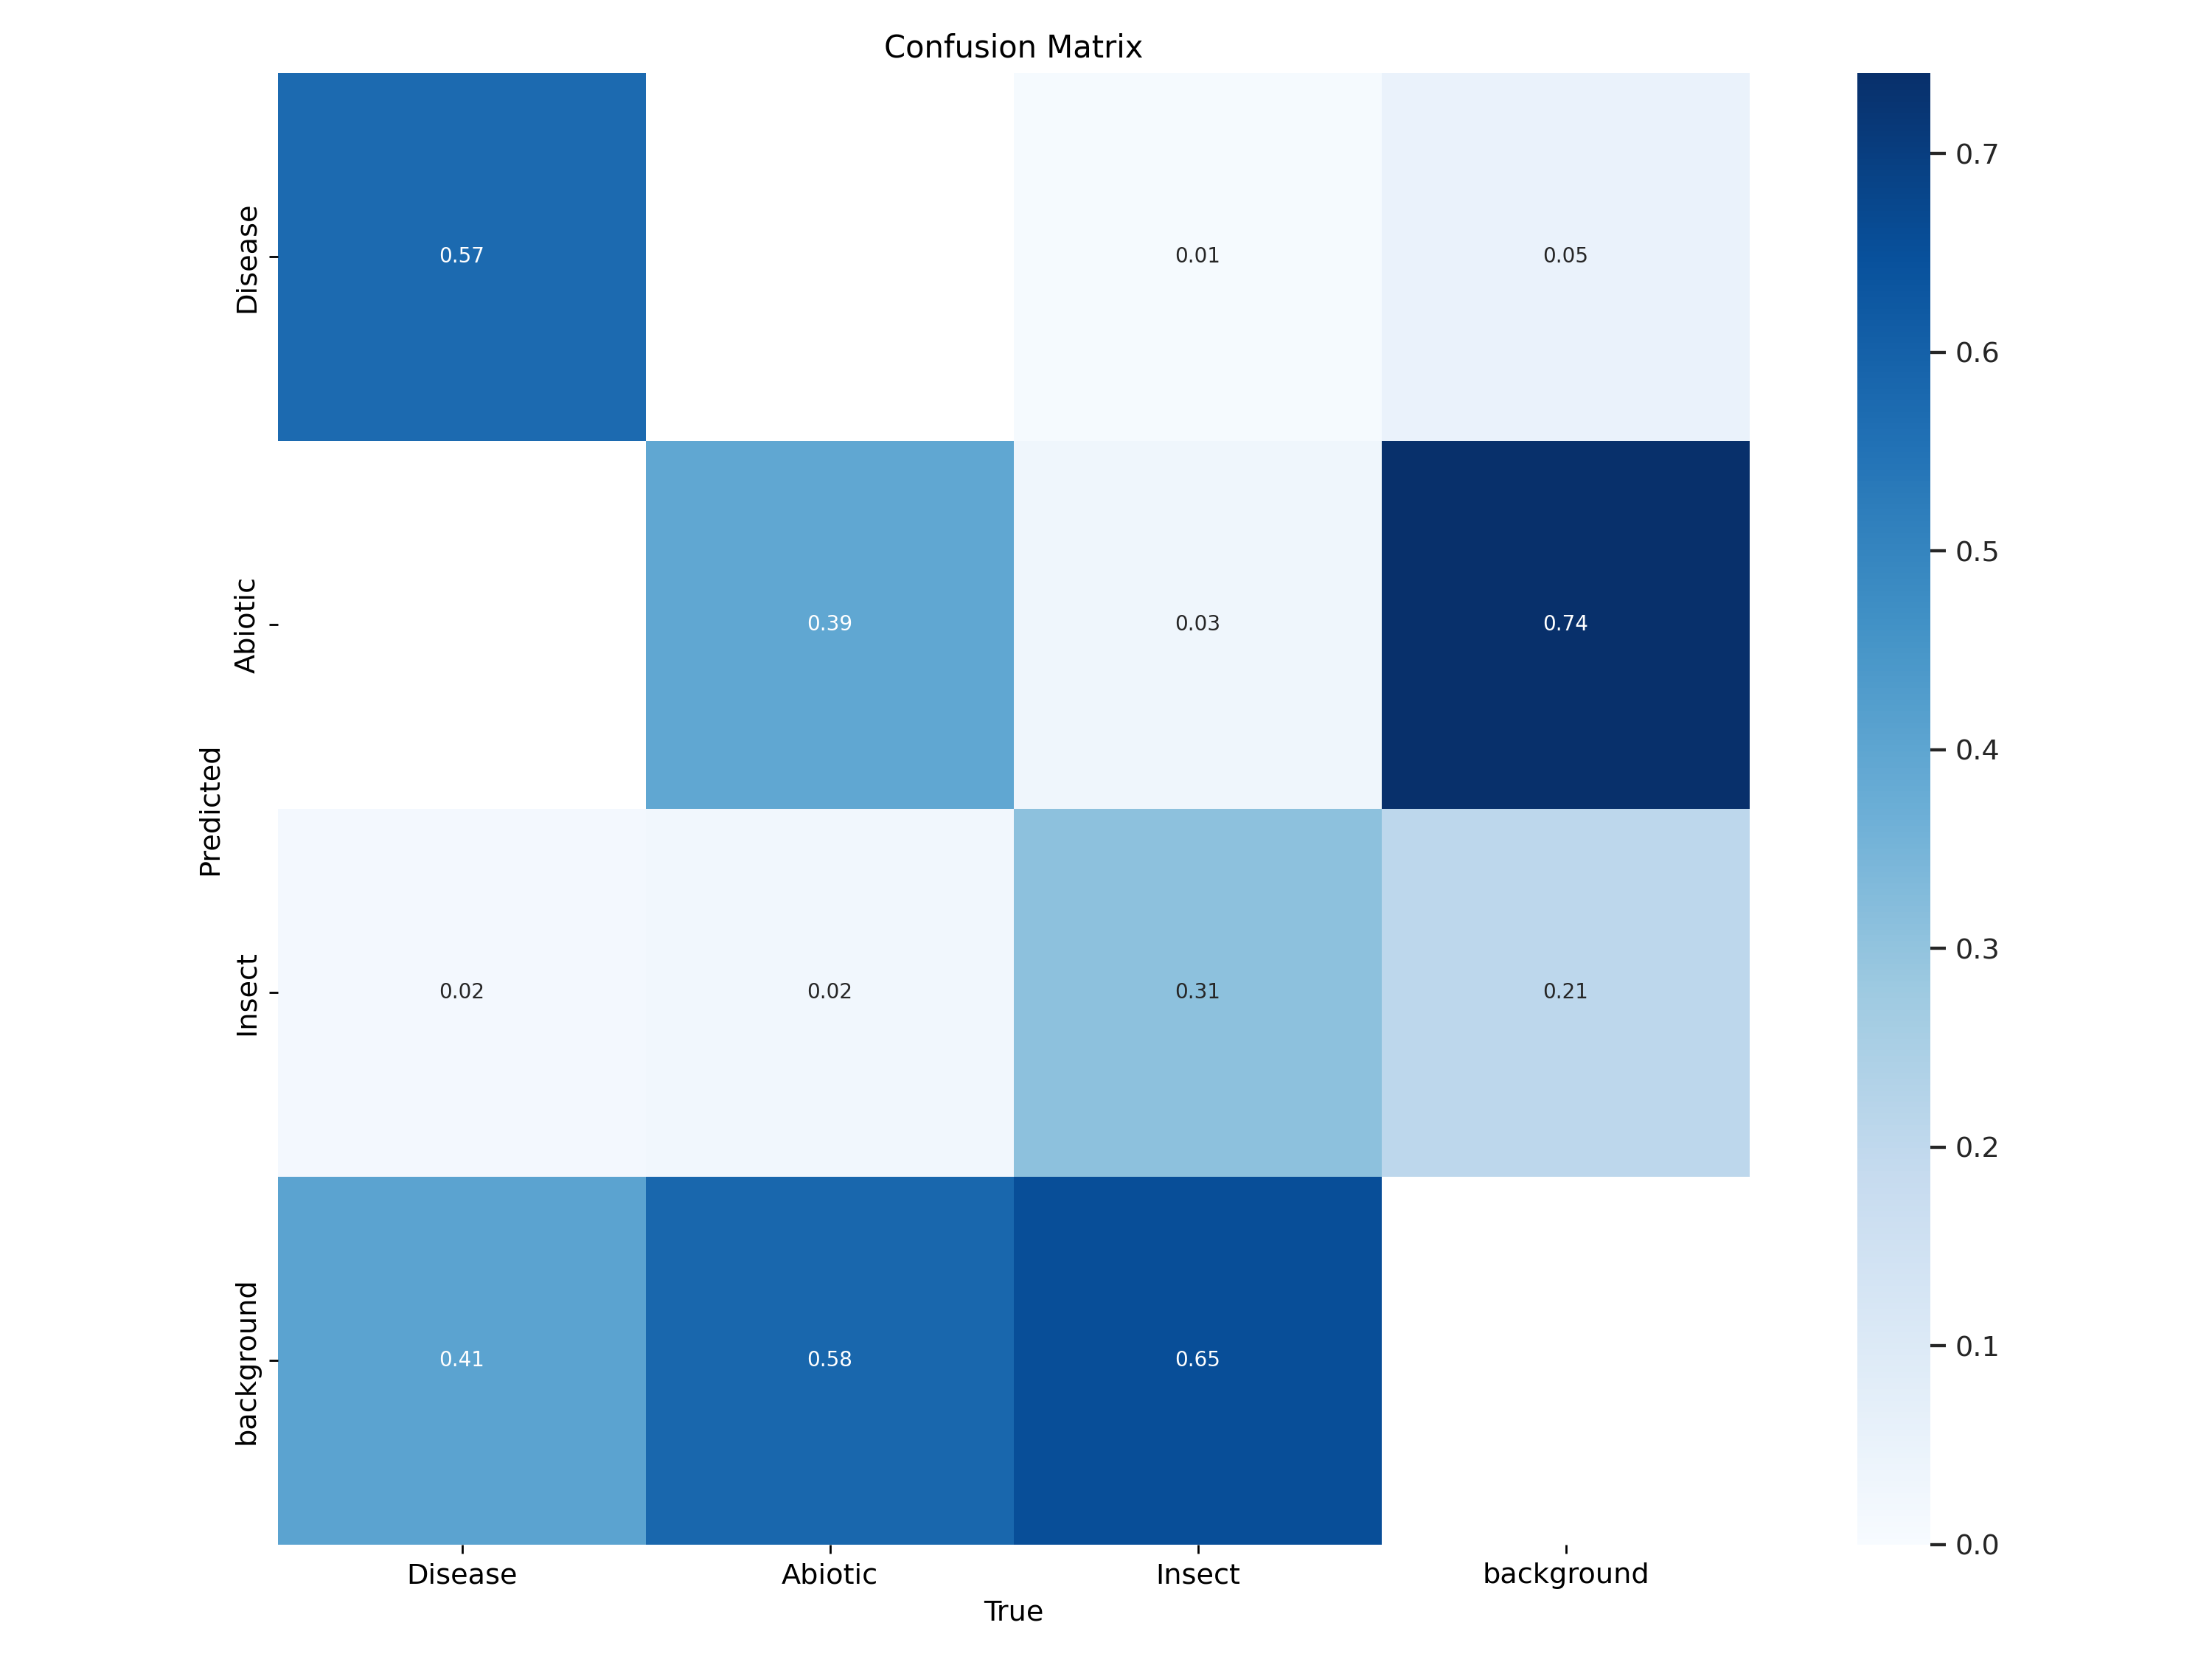 Confusion Matrix
Disease
0.57
0.01
0.05
Abiotic
0.39
0.03
0.74
Insect
0.02
0.02
0.31
0.21
background
0.41
0.58
0.65
Predicted
Disease
Abiotic
Insect
background
True
0.7
0.6
0.5
0.4
0.3
0.2
0.1
0.0